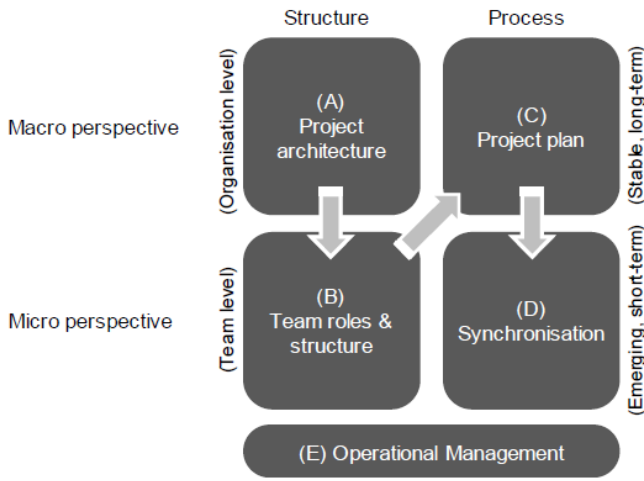 Structure
Process
Macro perspective
(Organisation level)
(A)
Project
architecture
(C)
Project plan
(Stable, long-term)
Micro perspective
(Team level)
(B)
Team roles &
structure
(D)
Synchronisation
(Emerging, short-term)
(E) Operational Management